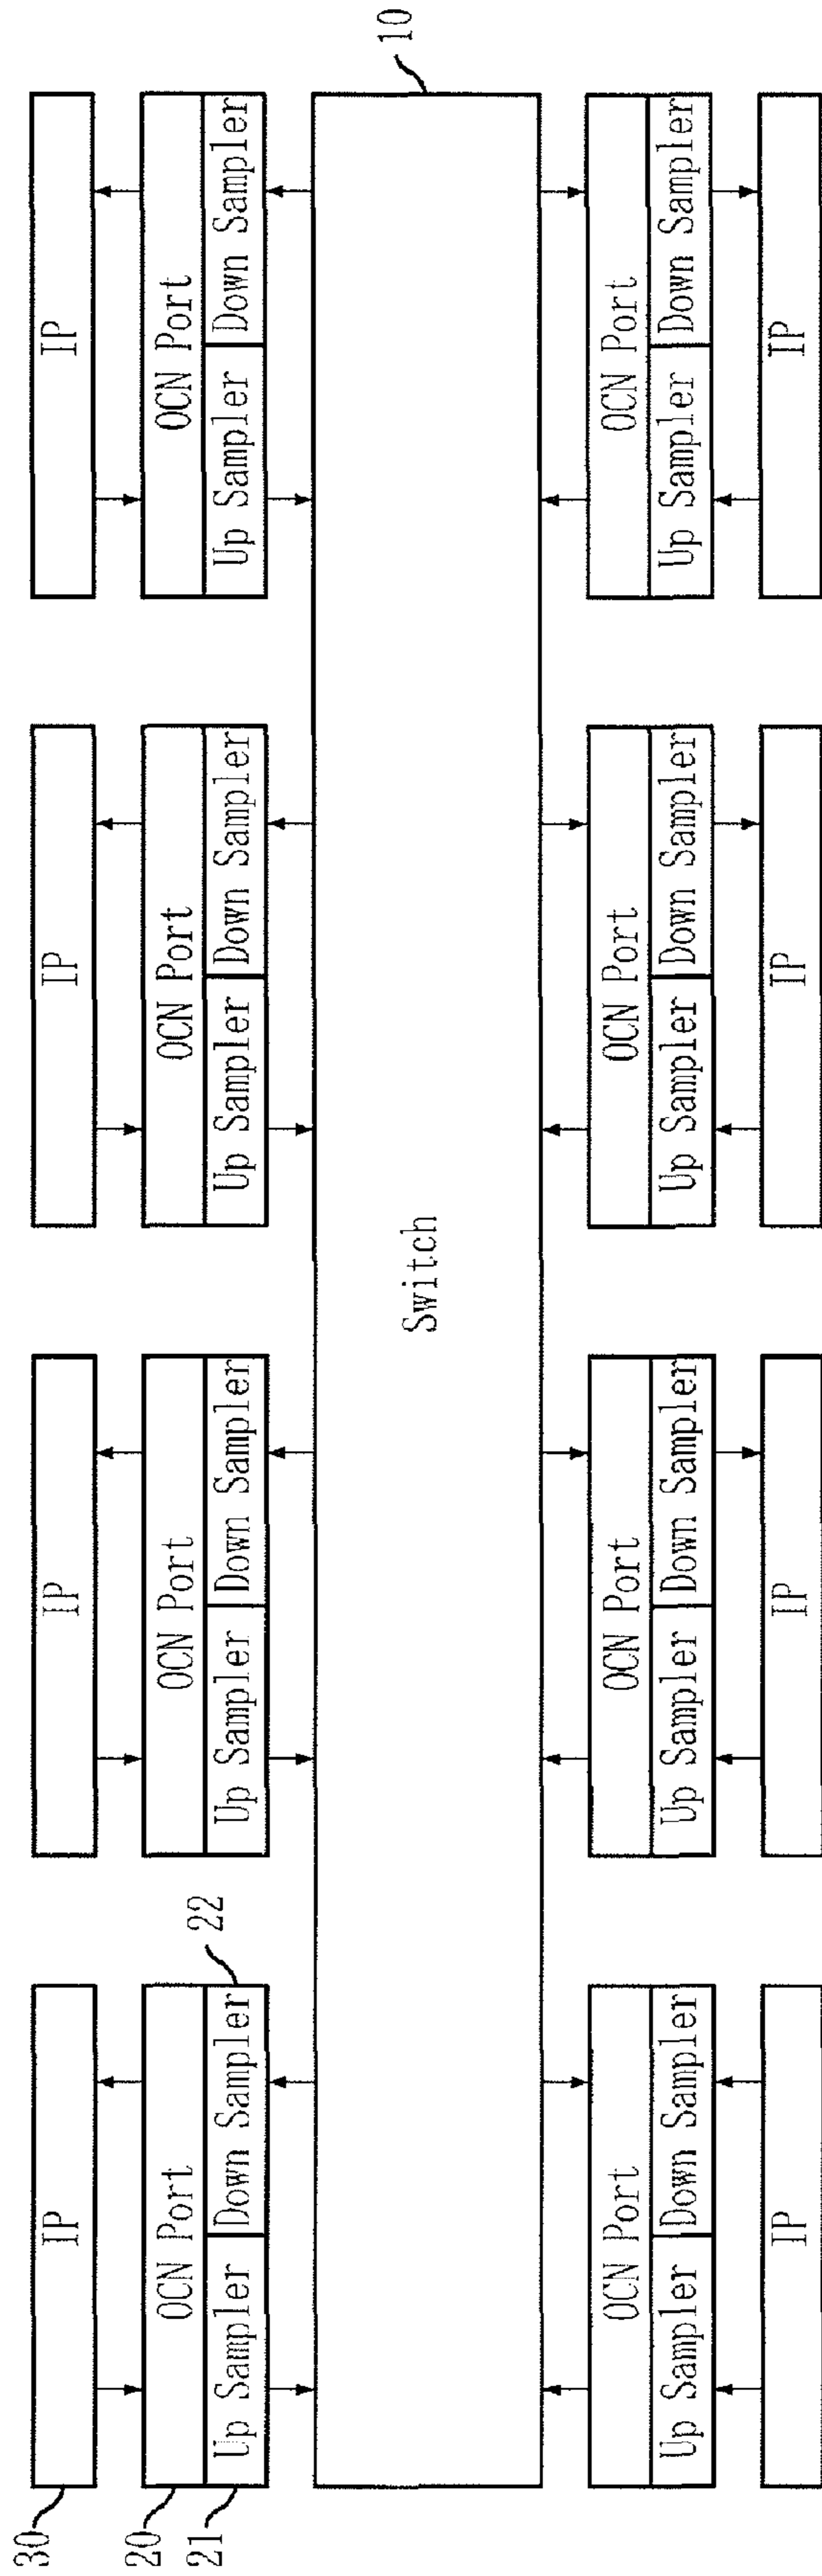 30
IP
IP
IP
IP
20
OCN Port
OCN Port
OCN Port
OCN Port
21
Up Sampler
Down Sampler
22
Up Sampler
Down Sampler
Up Sampler
Down Sampler
Up Sampler
Down Sampler
Switch
10
OCN Port
OCN Port
OCN Port
OCN Port
Up Sampler
Down Sampler
Up Sampler
Down Sampler
Up Sampler
Down Sampler
Up Sampler
Down Sampler
IP
IP
IP
IP